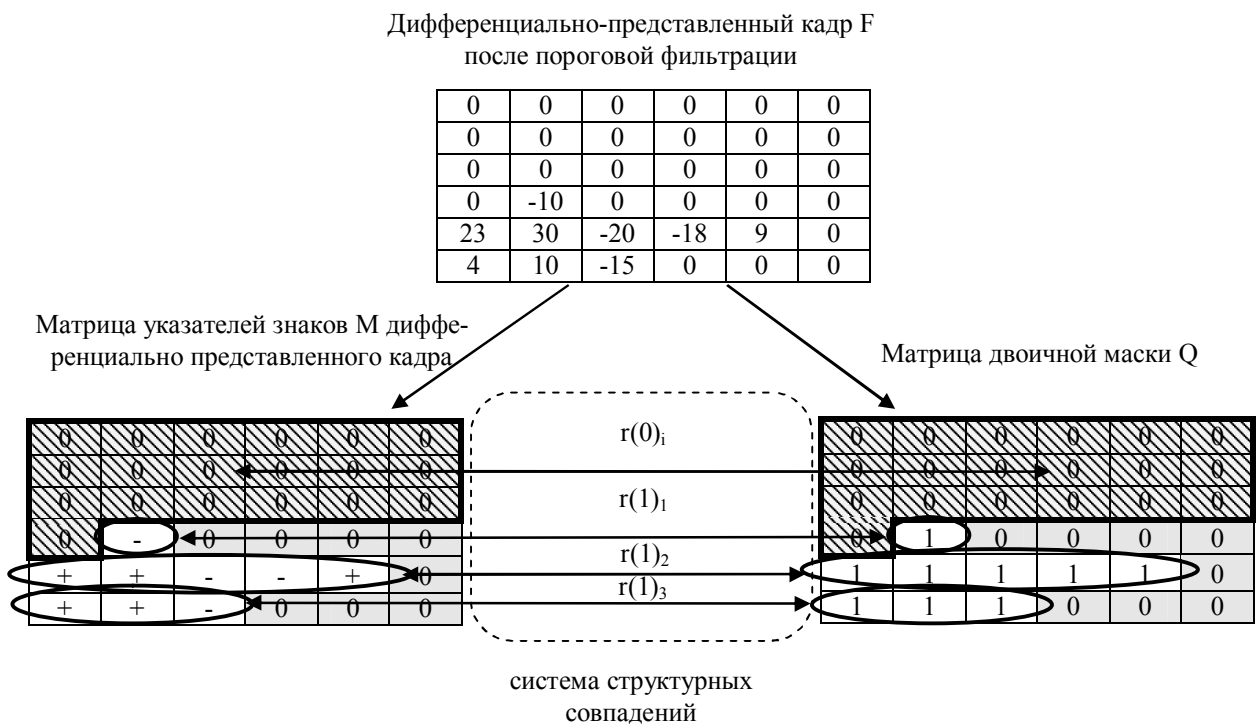 Дифференциально-представленный кадр F
после пороговой фильтрации
0 0 0 0 0 0
0 0 0 0 0 0
0 0 0 0 0 0
0 -10 0 0 0 0
23 30 -20 -18 9 0
4 10 -15 0 0 0
Матрица указателей знаков М диффе-
ренциально представленного кадра
Матрица двоичной маски Q
0 0 0 0 0 0
0 0 0 0 0 0
0 0 0 0 0 0
0 - 0 0 0 0
+ + - - + 0
+ + - 0 0 0
r(0)i
r(1)1
r(1)2
r(1)3
0 0 0 0 0 0
0 0 0 0 0 0
0 0 0 0 0 0
0 1 0 0 0 0
1 1 1 1 1 0
1 1 1 0 0 0
система структурных
совпадений